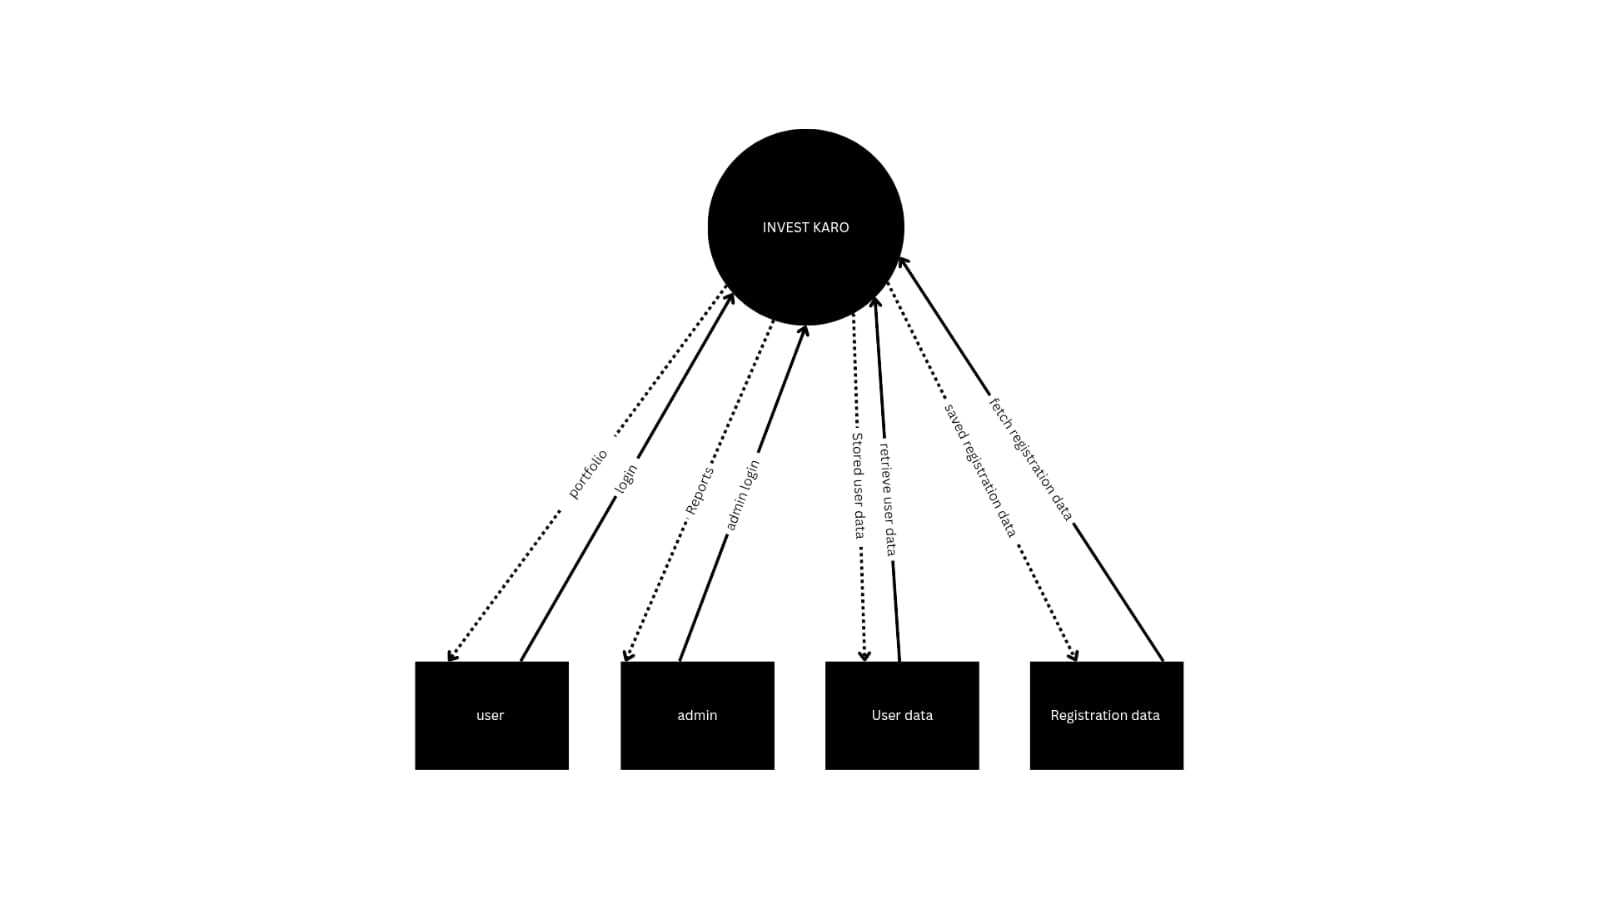 INVEST KARO
portfolio
login
Reports
admin login
Stored user data
retrieve user data
saved registration data
fetch registration data
user
admin
User data
Registration data